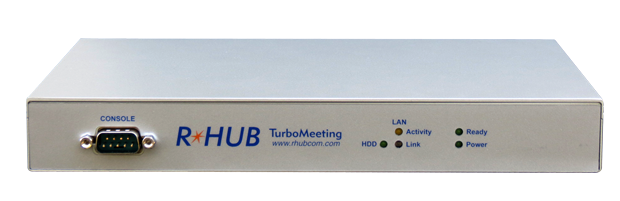 CONSOLE
R*HUB
TurboMeeting
www.rhubcom.com
LAN
Activity
HDD
Link
Ready
Power